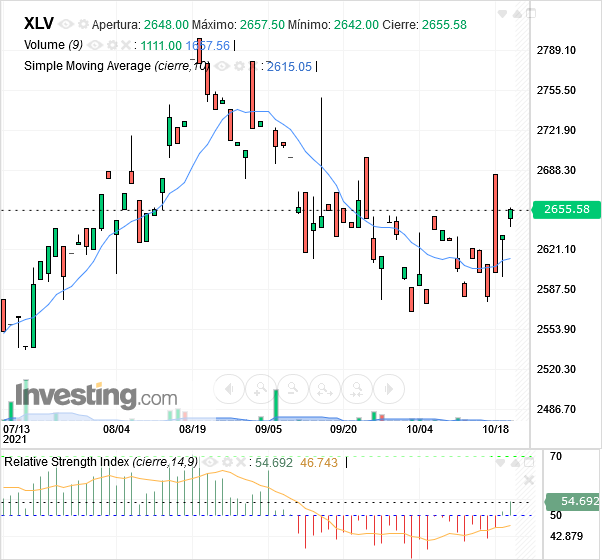 XLV Apertura: 2648.00 Máximo: 2657.50 Mínimo: 2642.00 Cierre: 2655.58
Volume (9) : 1111.00 1657.56
Simple Moving Average (cierre,10) : 2615.05
2789.10
2755.50
2721.90
2688.30
2655.58
2621.10
2587.50
2553.90
2520.30
2486.70
Investing.com
07/13 08/04 08/19 09/05 09/20 10/04 10/18
2021
Relative Strength Index (cierre,14,9) : 54.692 46.743
70
54.692
50
42.879